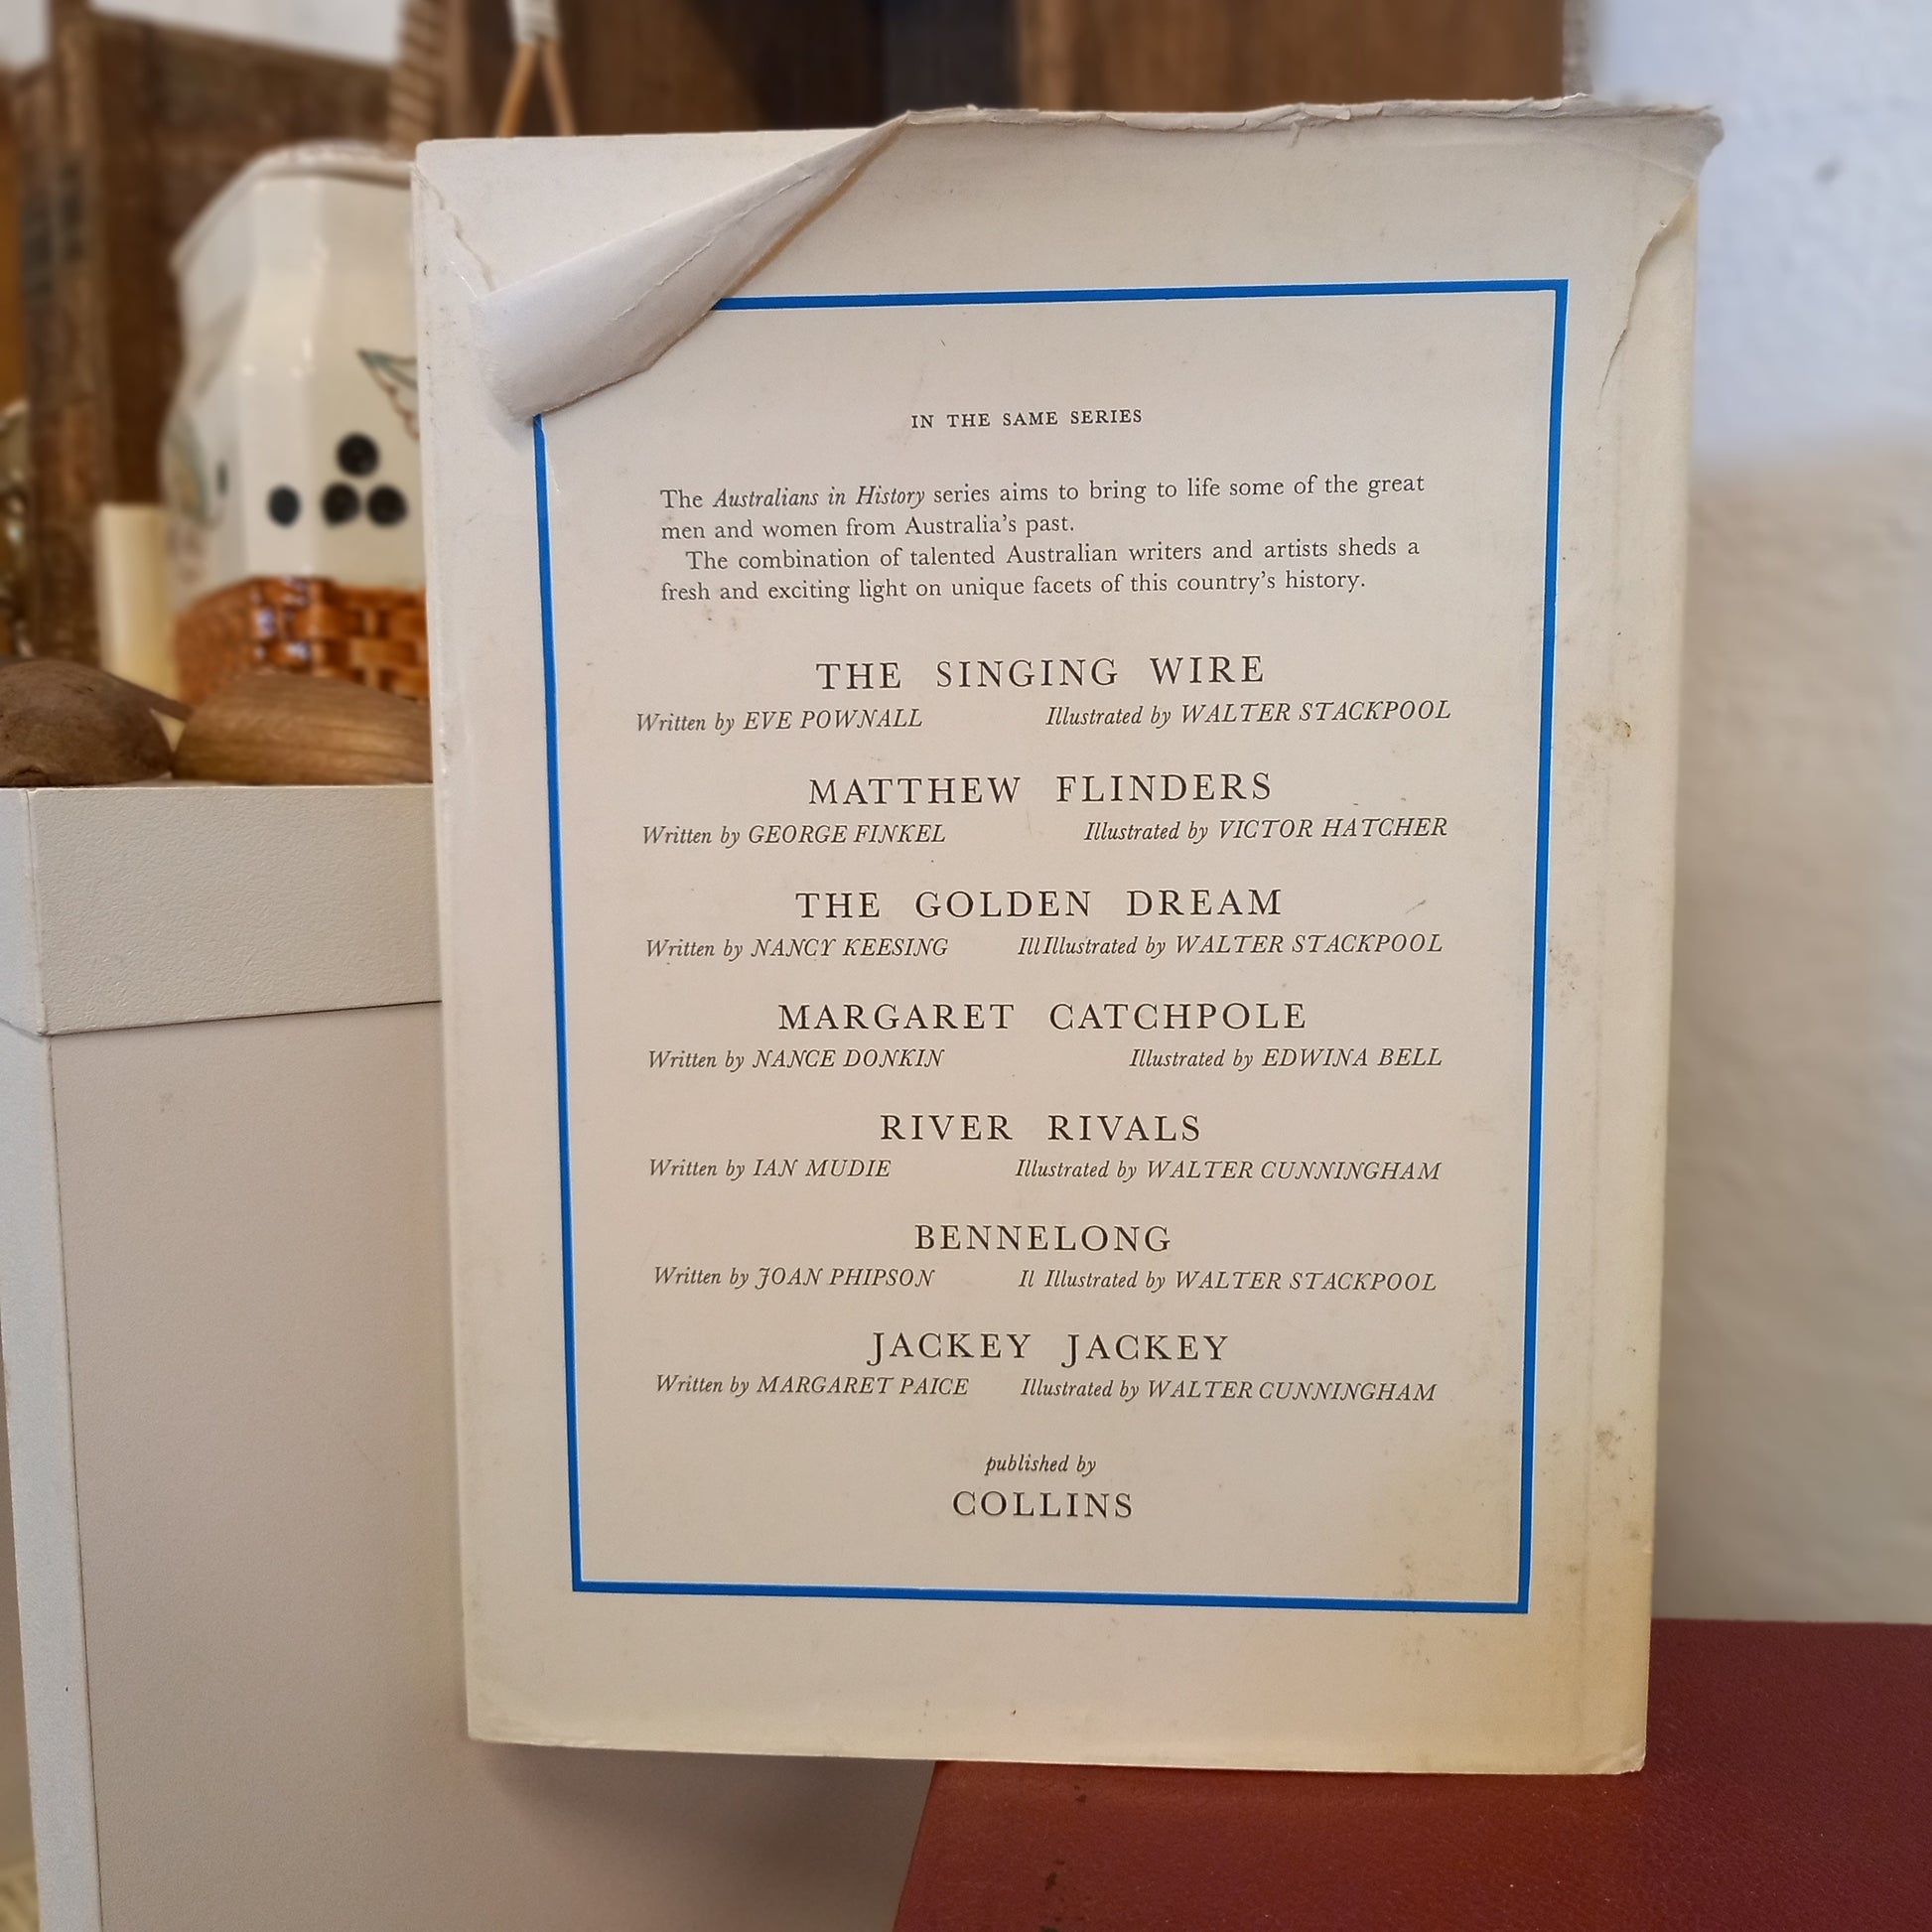 IN THE SAME SERIES
The Australians in History series aims to bring to life some of the great
men and women from Australia's past.
The combination of talented Australian writers and artists sheds a
fresh and exciting light on unique facets of this country's history.
THE SINGING WIRE
Written by EVE POWNALL Illustrated by WALTER STACKPOOL
MATTHEW FLINDERS
Written by GEORGE FINKEL Illustrated by VICTOR HATCHER
THE GOLDEN DREAM
Written by NANCY KEESING IllIllustrated by WALTER STACKPOOL
MARGARET CATCHPOLE
Written by NANCE DONKIN Illustrated by EDWINA BELL
RIVER RIVALS
Written by IAN MUDIE Illustrated by WALTER CUNNINGHAM
BENNELONG
Written by JOAN PHIPSON Il Illustrated by WALTER STACKPOOL
JACKEY JACKEY
Written by MARGARET PAICE Illustrated by WALTER CUNNINGHAM
published by
COLLINS